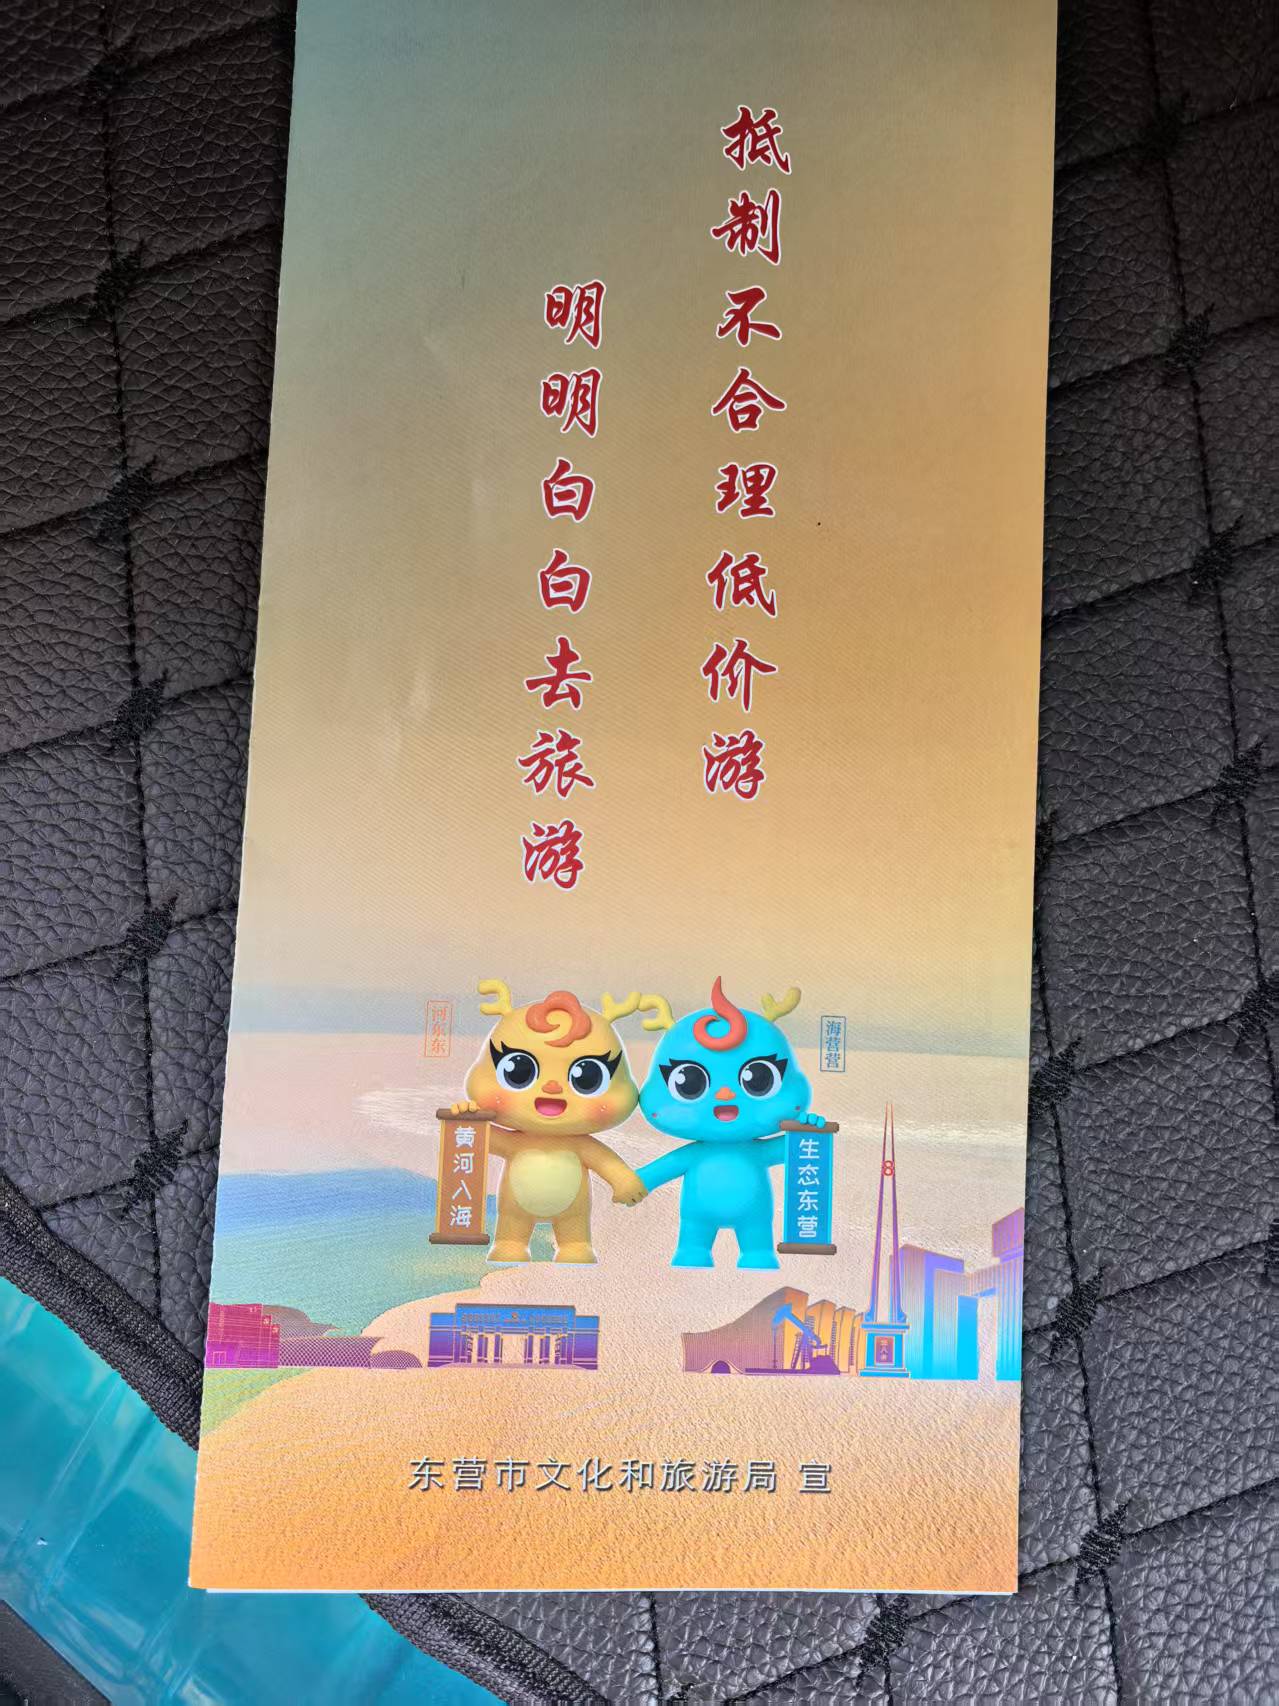 抵制不合理低价游
明明白白去旅游
河东东
海营营
黄河入海
生态东营
东营市文化和旅游局 宣